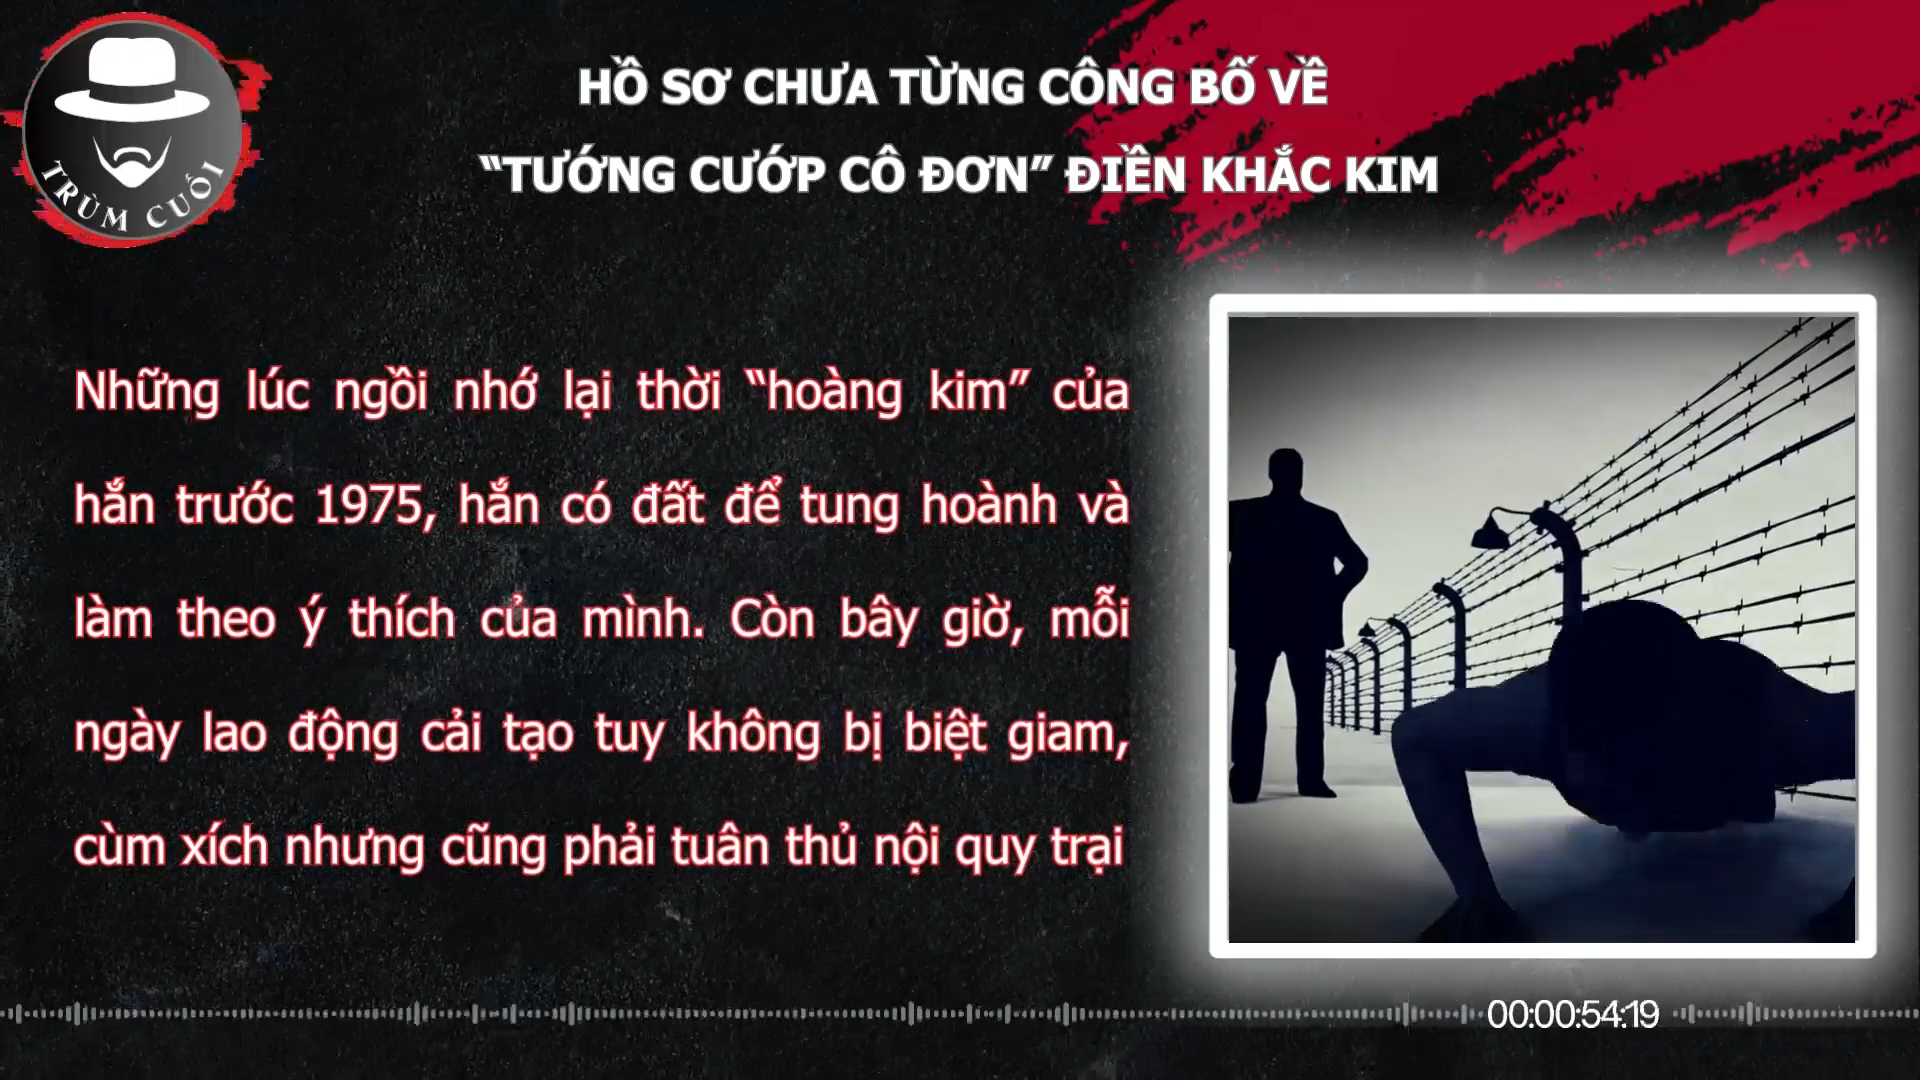 TRÙM CUỐI
HỒ SƠ CHƯA TỪNG CÔNG BỐ VỀ
“TƯỚNG CƯỚP CÔ ĐƠN” ĐIỀN KHẮC KIM
Những lúc ngồi nhớ lại thời “hoàng kim” của
hắn trước 1975, hắn có đất để tung hoành và
làm theo ý thích của mình. Còn bây giờ, mỗi
ngày lao động cải tạo tuy không bị biệt giam,
cùm xích nhưng cũng phải tuân thủ nội quy trại
00:00:54:19